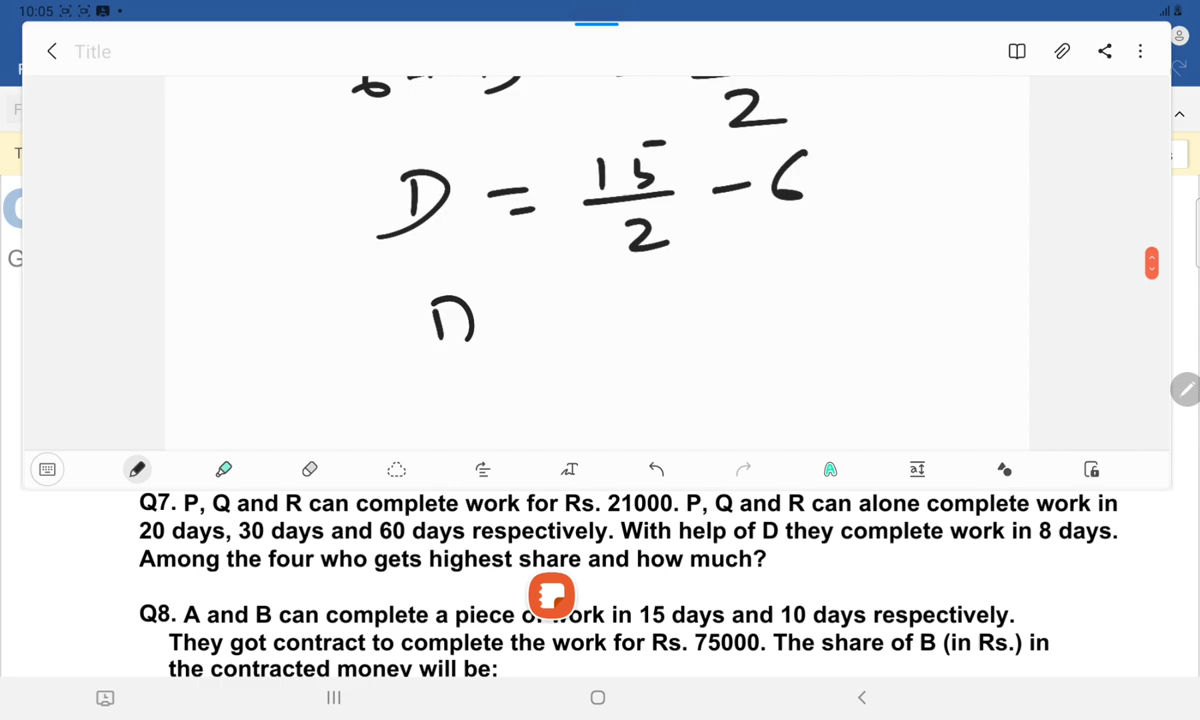 10:05
Title
2
D = 15/2 - 6
D
Q7. P, Q and R can complete work for Rs. 21000. P, Q and R can alone complete work in
20 days, 30 days and 60 days respectively. With help of D they complete work in 8 days.
Among the four who gets highest share and how much?
Q8. A and B can complete a piece of work in 15 days and 10 days respectively.
They got contract to complete the work for Rs. 75000. The share of B (in Rs.) in
the contracted money will be: